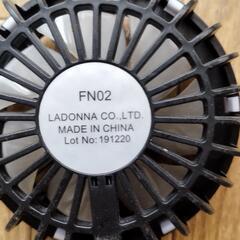 FN02
LADONNA CO.,LTD.
MADE IN CHINA
Lot No: 191220